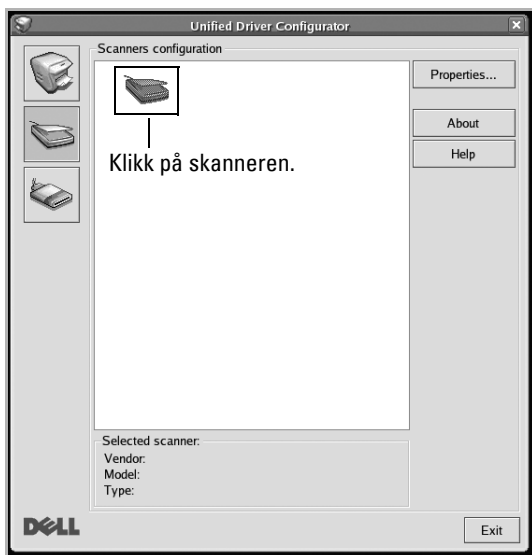 Unified Driver Configurator
Scanners configuration
Klikk på skanneren.
Properties...
About
Help
Selected scanner:
Vendor:
Model:
Type:
DELL
Exit